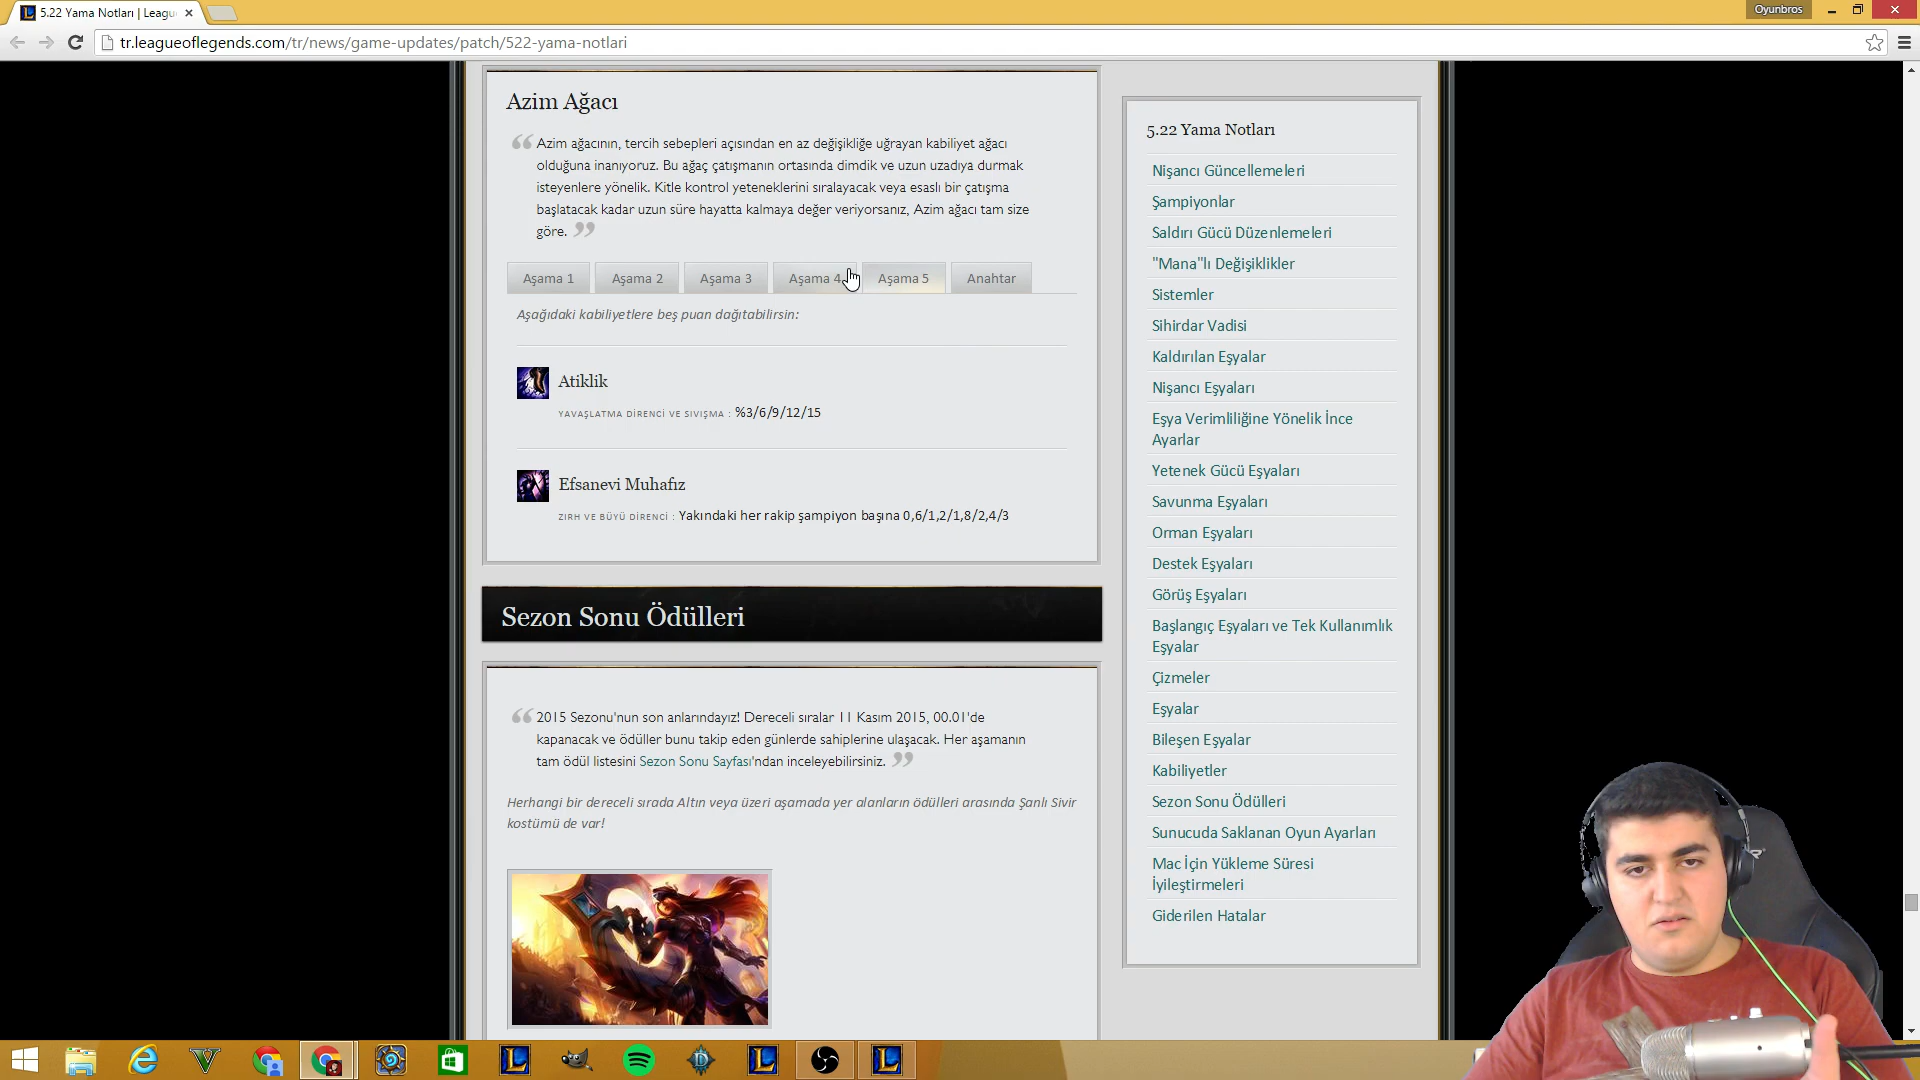 5.22 Yama Notları | Leagu
Oyunbros
tr.leagueoflegends.com/tr/news/game-updates/patch/522-yama-notlari
Azim Ağacı
Azim ağacının, tercih sebepleri açısından en az değişikliğe uğrayan kabiliyet ağacı
olduğuna inanıyoruz. Bu ağaç çatışmanın ortasında dimdik ve uzun uzadıya durmak
isteyenlere yönelik. Kitle kontrol yeteneklerini sıralayacak veya esaslı bir çatışma
başlatacak kadar uzun süre hayatta kalmaya değer veriyorsanız, Azim ağacı tam size
göre.
Aşama 1 Aşama 2 Aşama 3 Aşama 4 Aşama 5 Anahtar
Aşağıdaki kabiliyetlere beş puan dağıtabilirsin:
Atiklik
YAVAŞLATMA DİRENCİ VE SIVIŞMA : %3/6/9/12/15
Efsanevi Muhafız
ZIRH VE BÜYÜ DİRENCİ : Yakındaki her rakip şampiyon başına 0,6/1,2/1,8/2,4/3
Sezon Sonu Ödülleri
2015 Sezonu'nun son anlarındayız! Dereceli sıralar 11 Kasım 2015, 00.01'de
kapanacak ve ödüller bunu takip eden günlerde sahiplerine ulaşacak. Her aşamanın
tam ödül listesini Sezon Sonu Sayfası'ndan inceleyebilirsiniz.
Herhangi bir dereceli sırada Altın veya üzeri aşamada yer alanların ödülleri arasında Şanlı Sivir
kostümü de var!
5.22 Yama Notları
Nişancı Güncellemeleri
Şampiyonlar
Saldırı Gücü Düzenlemeleri
"Mana"lı Değişiklikler
Sistemler
Sihirdar Vadisi
Kaldırılan Eşyalar
Nişancı Eşyaları
Eşya Verimliliğine Yönelik İnce
Ayarlar
Yetenek Gücü Eşyaları
Savunma Eşyaları
Orman Eşyaları
Destek Eşyaları
Görüş Eşyaları
Başlangıç Eşyaları ve Tek Kullanımlık
Eşyalar
Çizmeler
Eşyalar
Bileşen Eşyalar
Kabiliyetler
Sezon Sonu Ödülleri
Sunucuda Saklanan Oyun Ayarları
Mac İçin Yükleme Süresi
İyileştirmeleri
Giderilen Hatalar